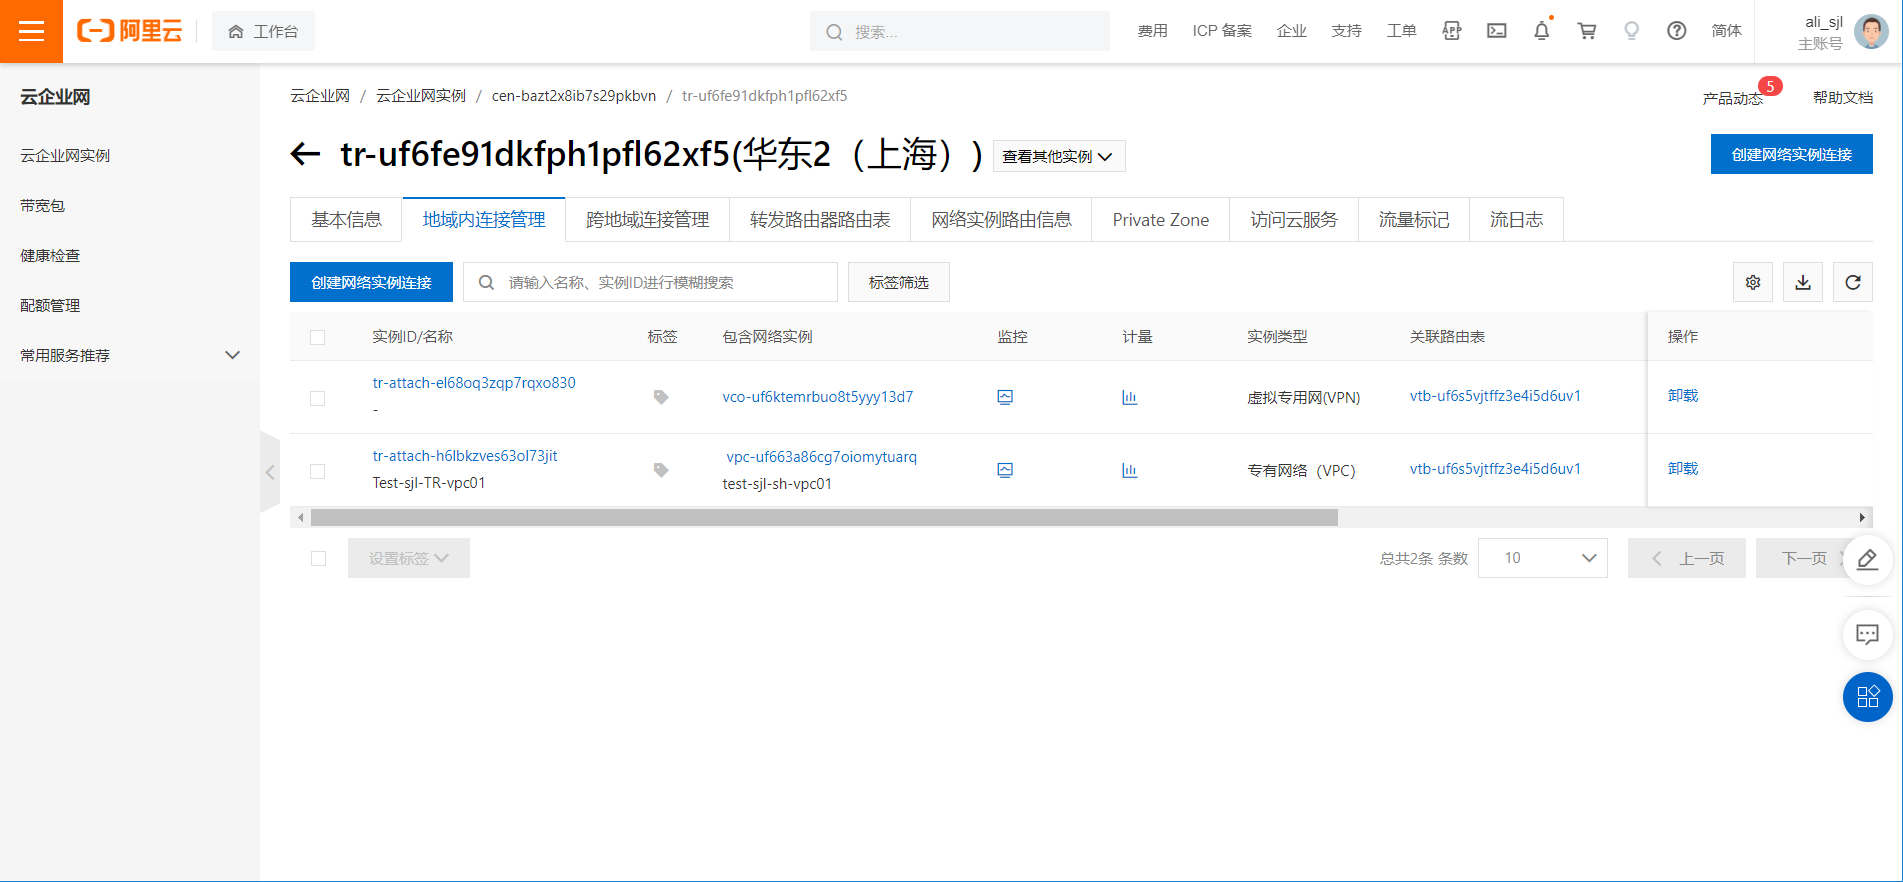 阿里云
工作台
搜索...
费用 ICP 备案 企业 支持 工单 APP 简体
ali_sjl
主账号
云企业网
云企业网实例
带宽包
健康检查
配额管理
常用服务推荐
云企业网 / 云企业网实例 / cen-bazt2x8ib7s29pkbvn / tr-uf6fe91dkfph1pfl62xf5
产品动态 5 帮助文档
tr-uf6fe91dkfph1pfl62xf5(华东2（上海）) 查看其他实例
创建网络实例连接
基本信息 地域内连接管理 跨地域连接管理 转发路由器路由表 网络实例路由信息 Private Zone 访问云服务 流量标记 流日志
创建网络实例连接 请输入名称、实例ID进行模糊搜索 标签筛选
实例ID/名称 标签 包含网络实例 监控 计量 实例类型 关联路由表 操作
tr-attach-el68oq3zqp7rqxo830 vco-uf6ktemrbuo8t5yyy13d7 虚拟专用网(VPN) vtb-uf6s5vjtffz3e4i5d6uv1 卸载
-
tr-attach-h6lbkzves63ol73jit vpc-uf663a86cg7oiomytuarq 专有网络（VPC） vtb-uf6s5vjtffz3e4i5d6uv1 卸载
Test-sjl-TR-vpc01 test-sjl-sh-vpc01
设置标签 总共2条 条数 10 上一页 下一页